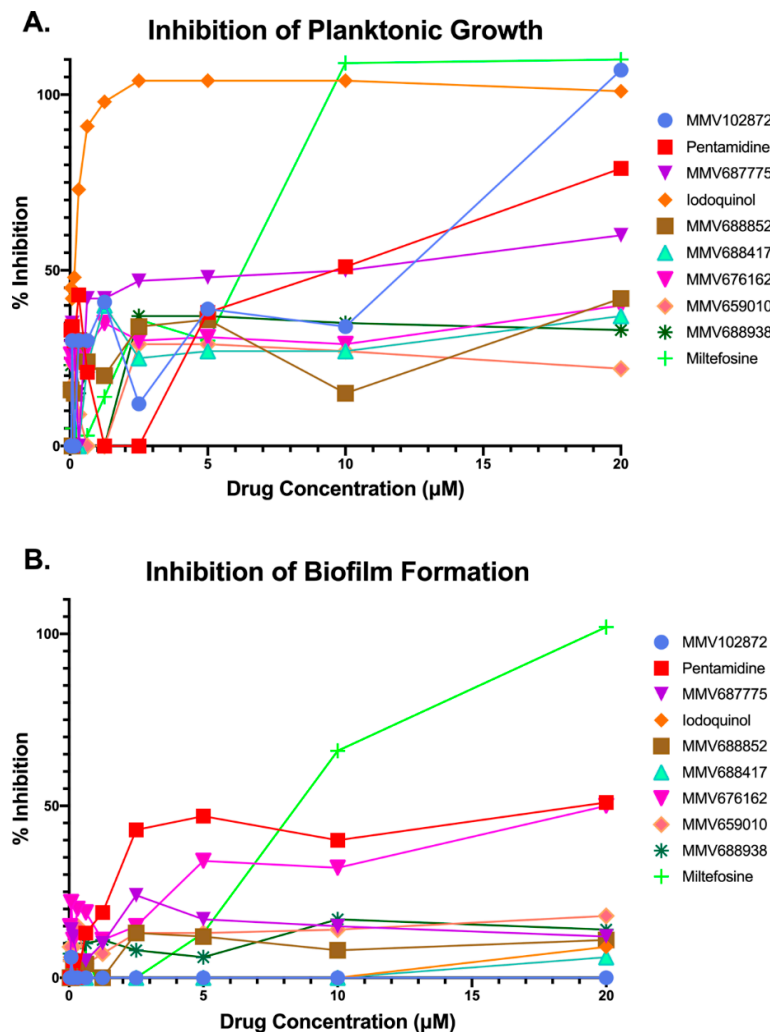 A.
Inhibition of Planktonic Growth
% Inhibition
100
50
0
0
5
10
15
20
Drug Concentration (µM)
MMV102872
Pentamidine
MMV687775
Iodoquinol
MMV688852
MMV688417
MMV676162
MMV659010
MMV688938
Miltefosine
B.
Inhibition of Biofilm Formation
% Inhibition
100
50
0
0
5
10
15
20
Drug Concentration (µM)
MMV102872
Pentamidine
MMV687775
Iodoquinol
MMV688852
MMV688417
MMV676162
MMV659010
MMV688938
Miltefosine